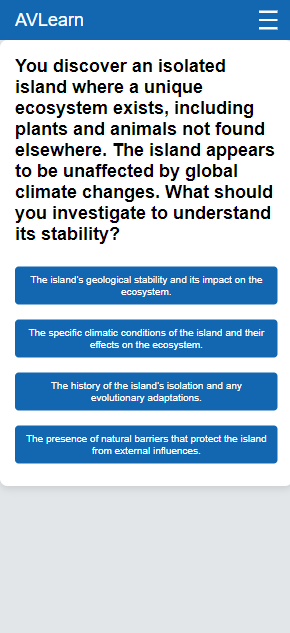 AVLearn
You discover an isolated
island where a unique
ecosystem exists, including
plants and animals not found
elsewhere. The island appears
to be unaffected by global
climate changes. What should
you investigate to understand
its stability?
The island's geological stability and its impact on the
ecosystem.
The specific climatic conditions of the island and their
effects on the ecosystem.
The history of the island's isolation and any
evolutionary adaptations.
The presence of natural barriers that protect the island
from external influences.